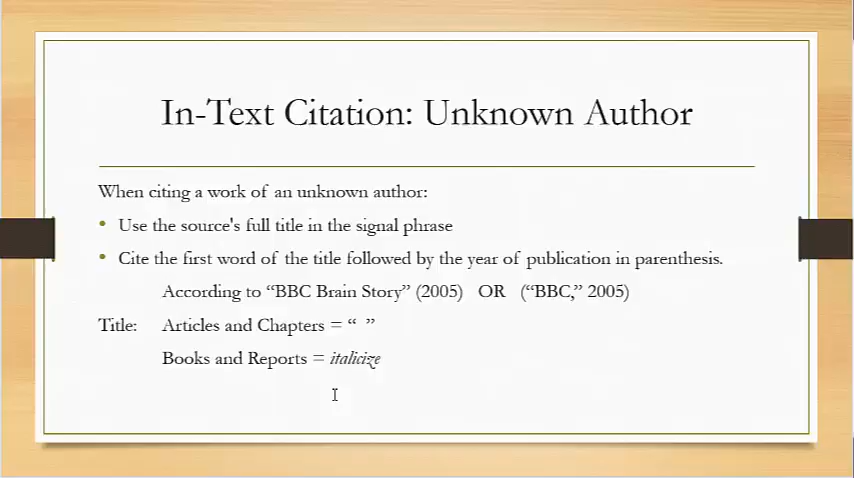 In-Text Citation: Unknown Author
When citing a work of an unknown author:
• Use the source's full title in the signal phrase
• Cite the first word of the title followed by the year of publication in parenthesis.
According to “BBC Brain Story” (2005) OR (“BBC,” 2005)
Title: Articles and Chapters = “ ”
Books and Reports = italicize